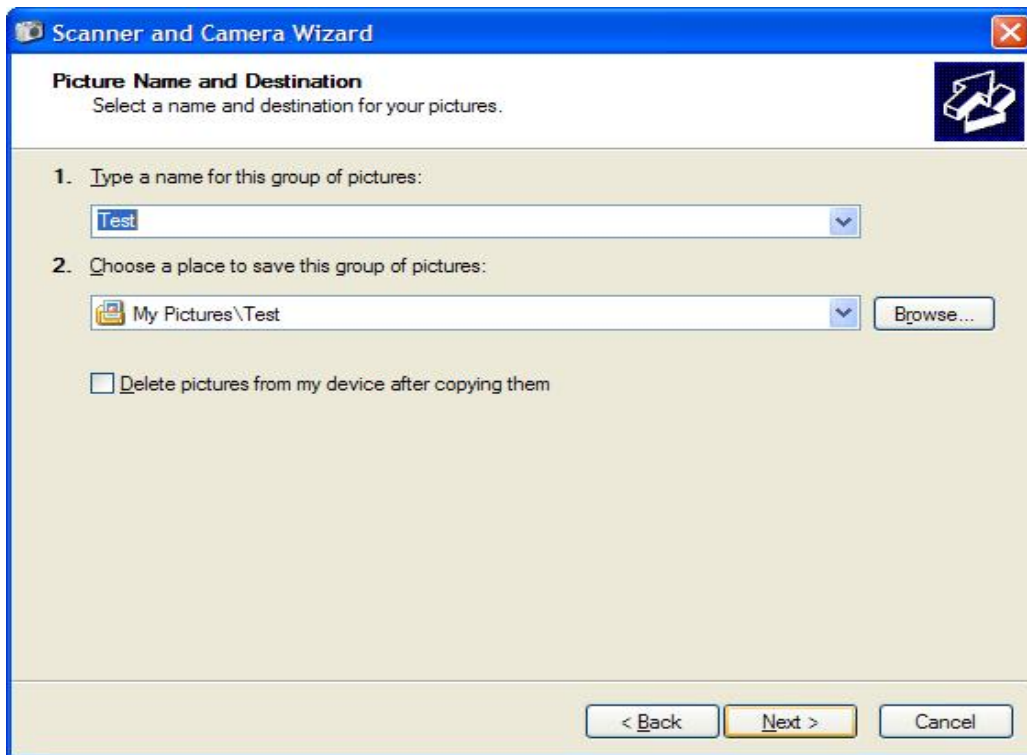 Scanner and Camera Wizard
Picture Name and Destination
Select a name and destination for your pictures.
1. Type a name for this group of pictures:
Test
2. Choose a place to save this group of pictures:
My Pictures\Test
Browse...
Delete pictures from my device after copying them
< Back Next > Cancel